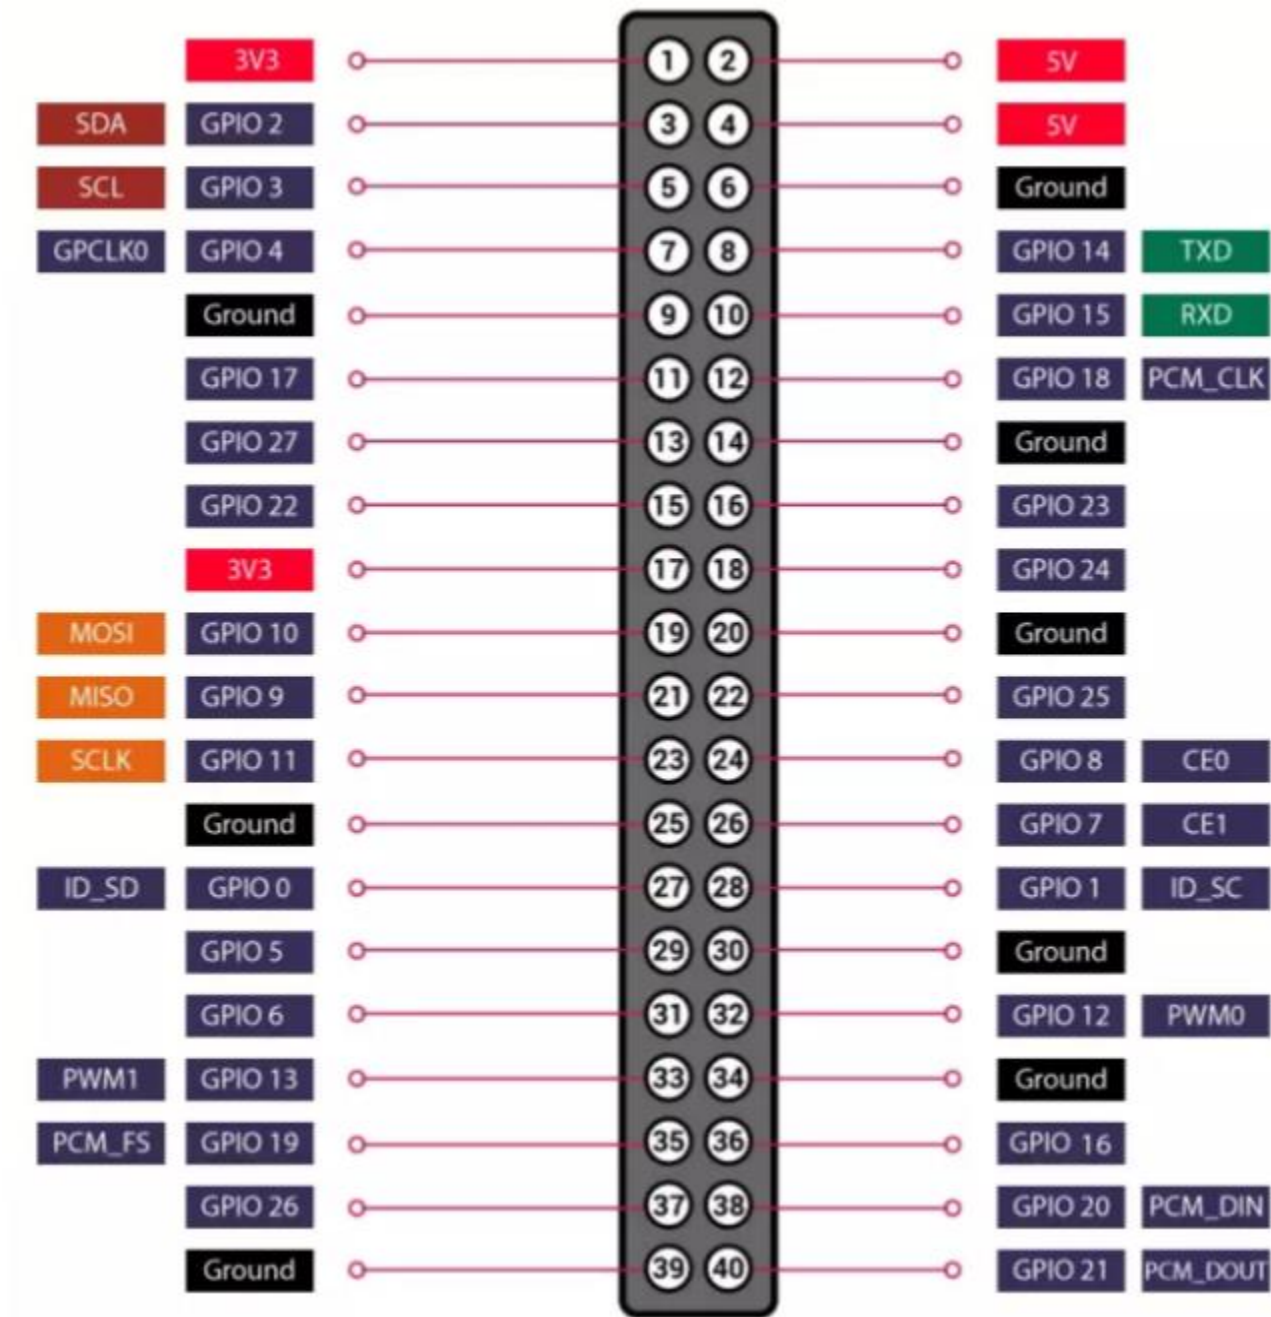 3V3 1 2 5V
SDA GPIO 2 3 4 5V
SCL GPIO 3 5 6 Ground
GPCLK0 GPIO 4 7 8 GPIO 14 TXD
Ground 9 10 GPIO 15 RXD
GPIO 17 11 12 GPIO 18 PCM_CLK
GPIO 27 13 14 Ground
GPIO 22 15 16 GPIO 23
3V3 17 18 GPIO 24
MOSI GPIO 10 19 20 Ground
MISO GPIO 9 21 22 GPIO 25
SCLK GPIO 11 23 24 GPIO 8 CE0
Ground 25 26 GPIO 7 CE1
ID_SD GPIO 0 27 28 GPIO 1 ID_SC
GPIO 5 29 30 Ground
GPIO 6 31 32 GPIO 12 PWM0
PWM1 GPIO 13 33 34 Ground
PCM_FS GPIO 19 35 36 GPIO 16
GPIO 26 37 38 GPIO 20 PCM_DIN
Ground 39 40 GPIO 21 PCM_DOUT